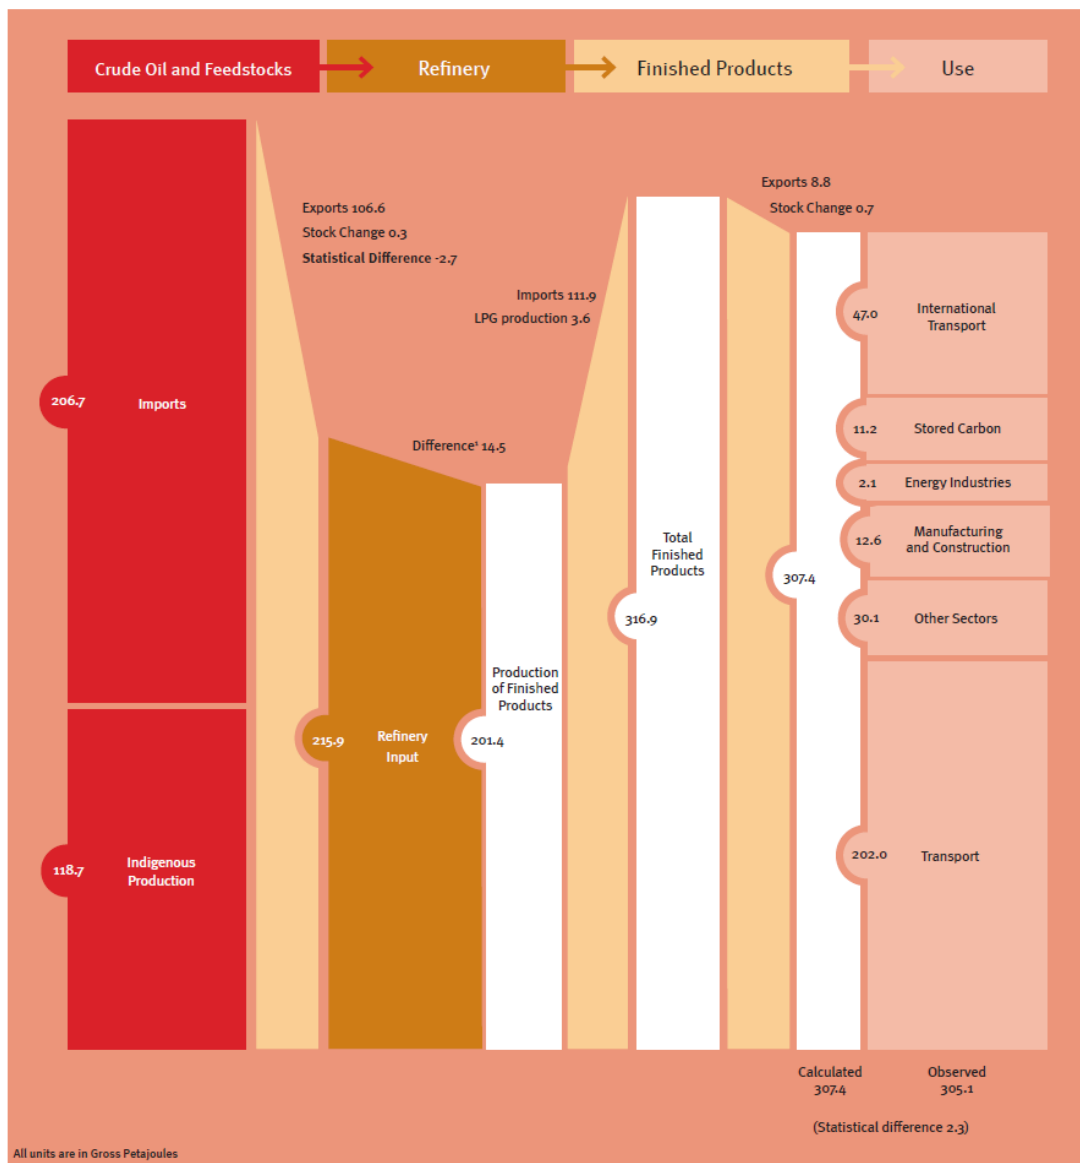 Crude Oil and Feedstocks
Refinery
Finished Products
Use
Exports 106.6
Stock Change 0.3
Statistical Difference -2.7
Imports 111.9
LPG production 3.6
Exports 8.8
Stock Change 0.7
206.7
Imports
118.7
Indigenous
Production
Difference¹ 14.5
215.9
Refinery
Input
201.4
Production
of Finished
Products
316.9
Total
Finished
Products
307.4
47.0
International
Transport
11.2
Stored Carbon
2.1
Energy Industries
12.6
Manufacturing
and Construction
30.1
Other Sectors
202.0
Transport
Calculated
307.4
Observed
305.1
(Statistical difference 2.3)
All units are in Gross Petajoules